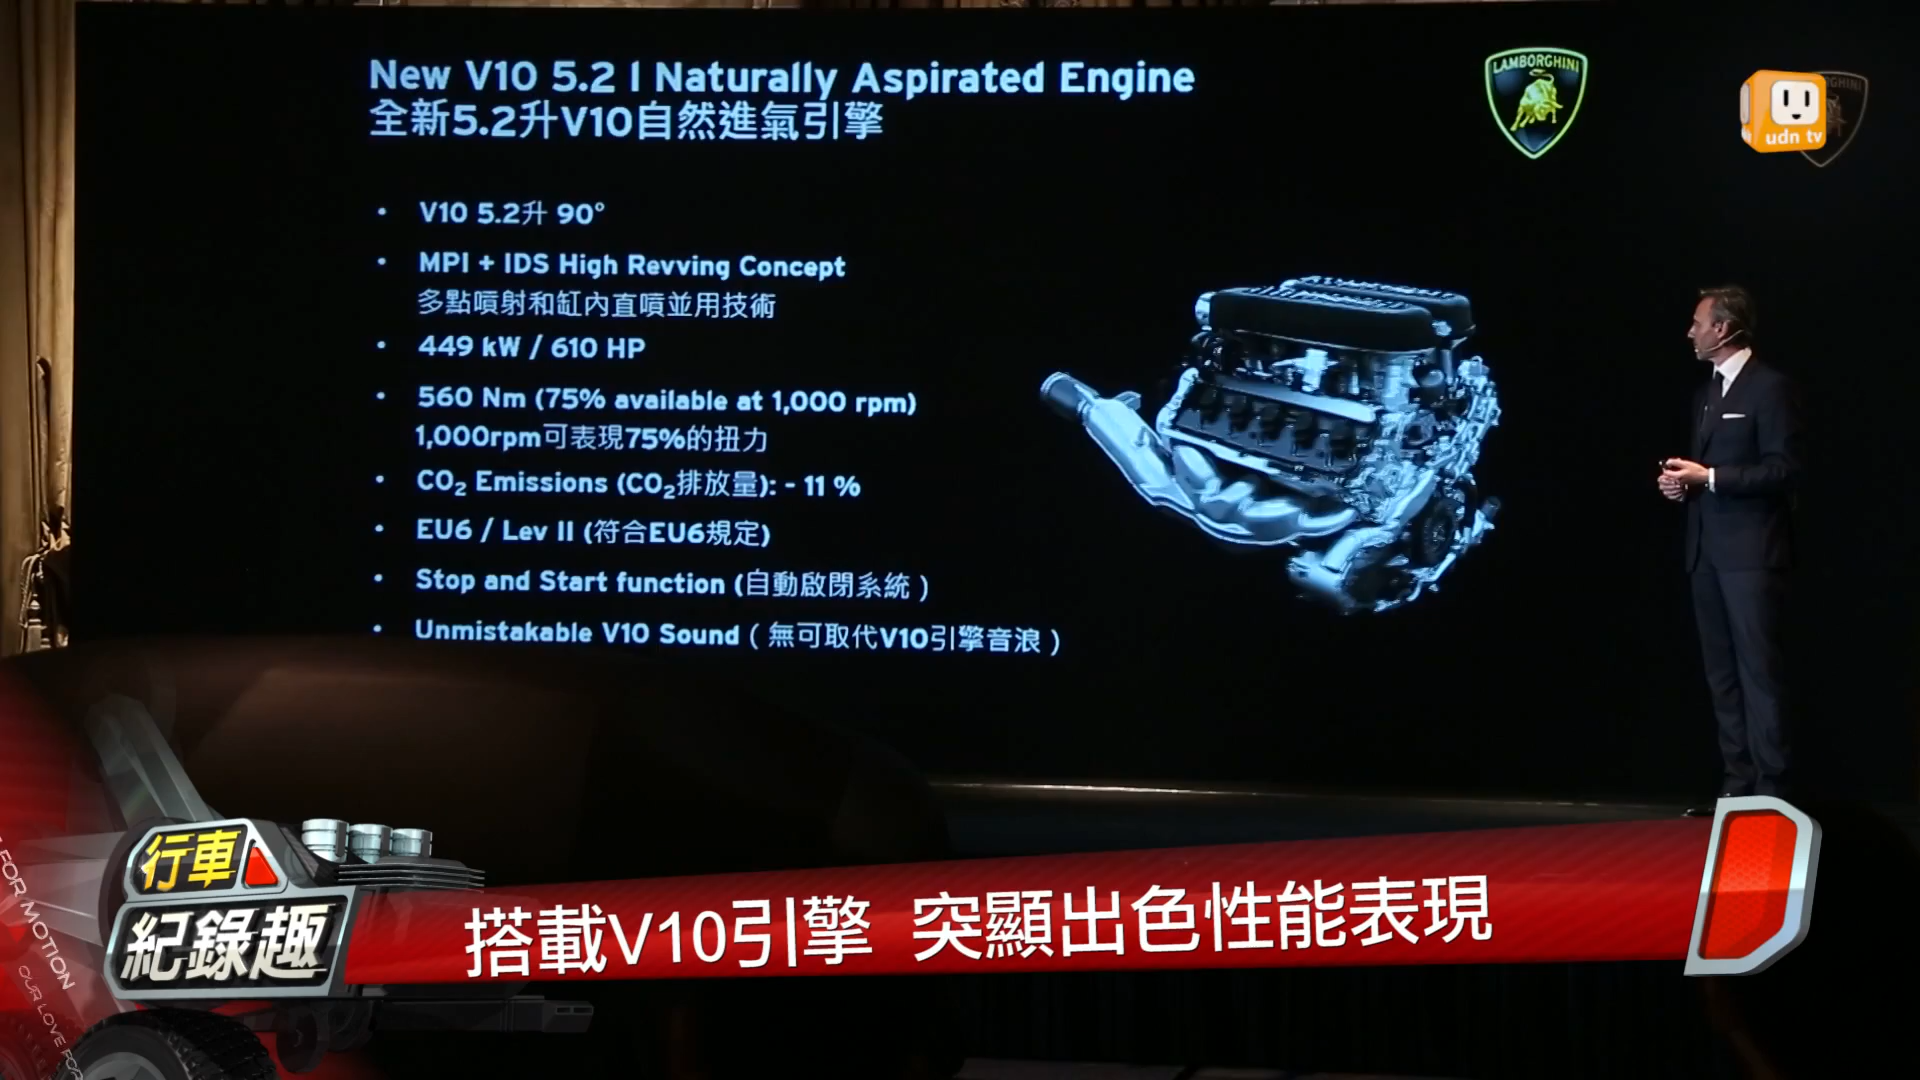 New V10 5.2 l Naturally Aspirated Engine
全新5.2升V10自然進氣引擎
LAMBORGHINI
udn tv
• V10 5.2升 90°
• MPI + IDS High Revving Concept
多點噴射和缸內直噴並用技術
• 449 kW / 610 HP
• 560 Nm (75% available at 1,000 rpm)
1,000rpm可表現75%的扭力
• CO₂ Emissions (CO₂排放量): - 11 %
• EU6 / Lev II (符合EU6規定)
• Stop and Start function (自動啟閉系統 )
• Unmistakable V10 Sound ( 無可取代V10引擎音浪 )
行車
紀錄趣
搭載V10引擎 突顯出色性能表現
FOR MOTION
OUR LOVE FOR